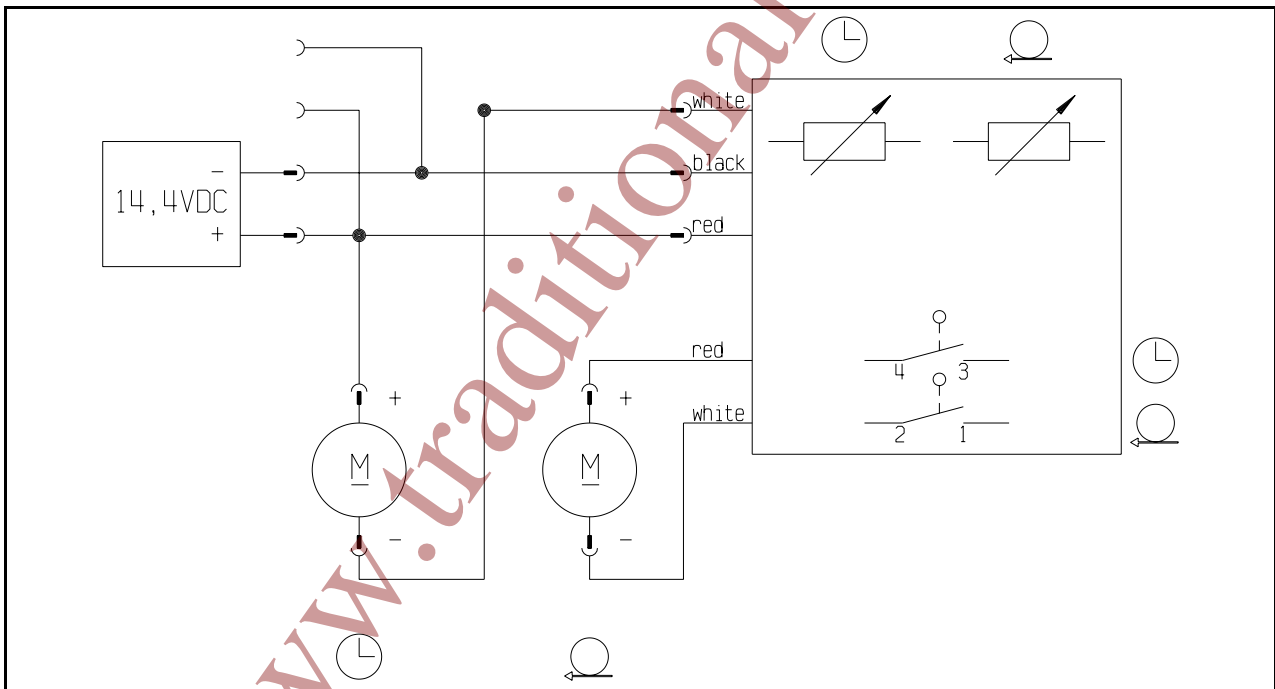 white
−
black
14,4VDC
+
red
red
4 3
+
+
white
2 1
M
M
−
−
www.traditional